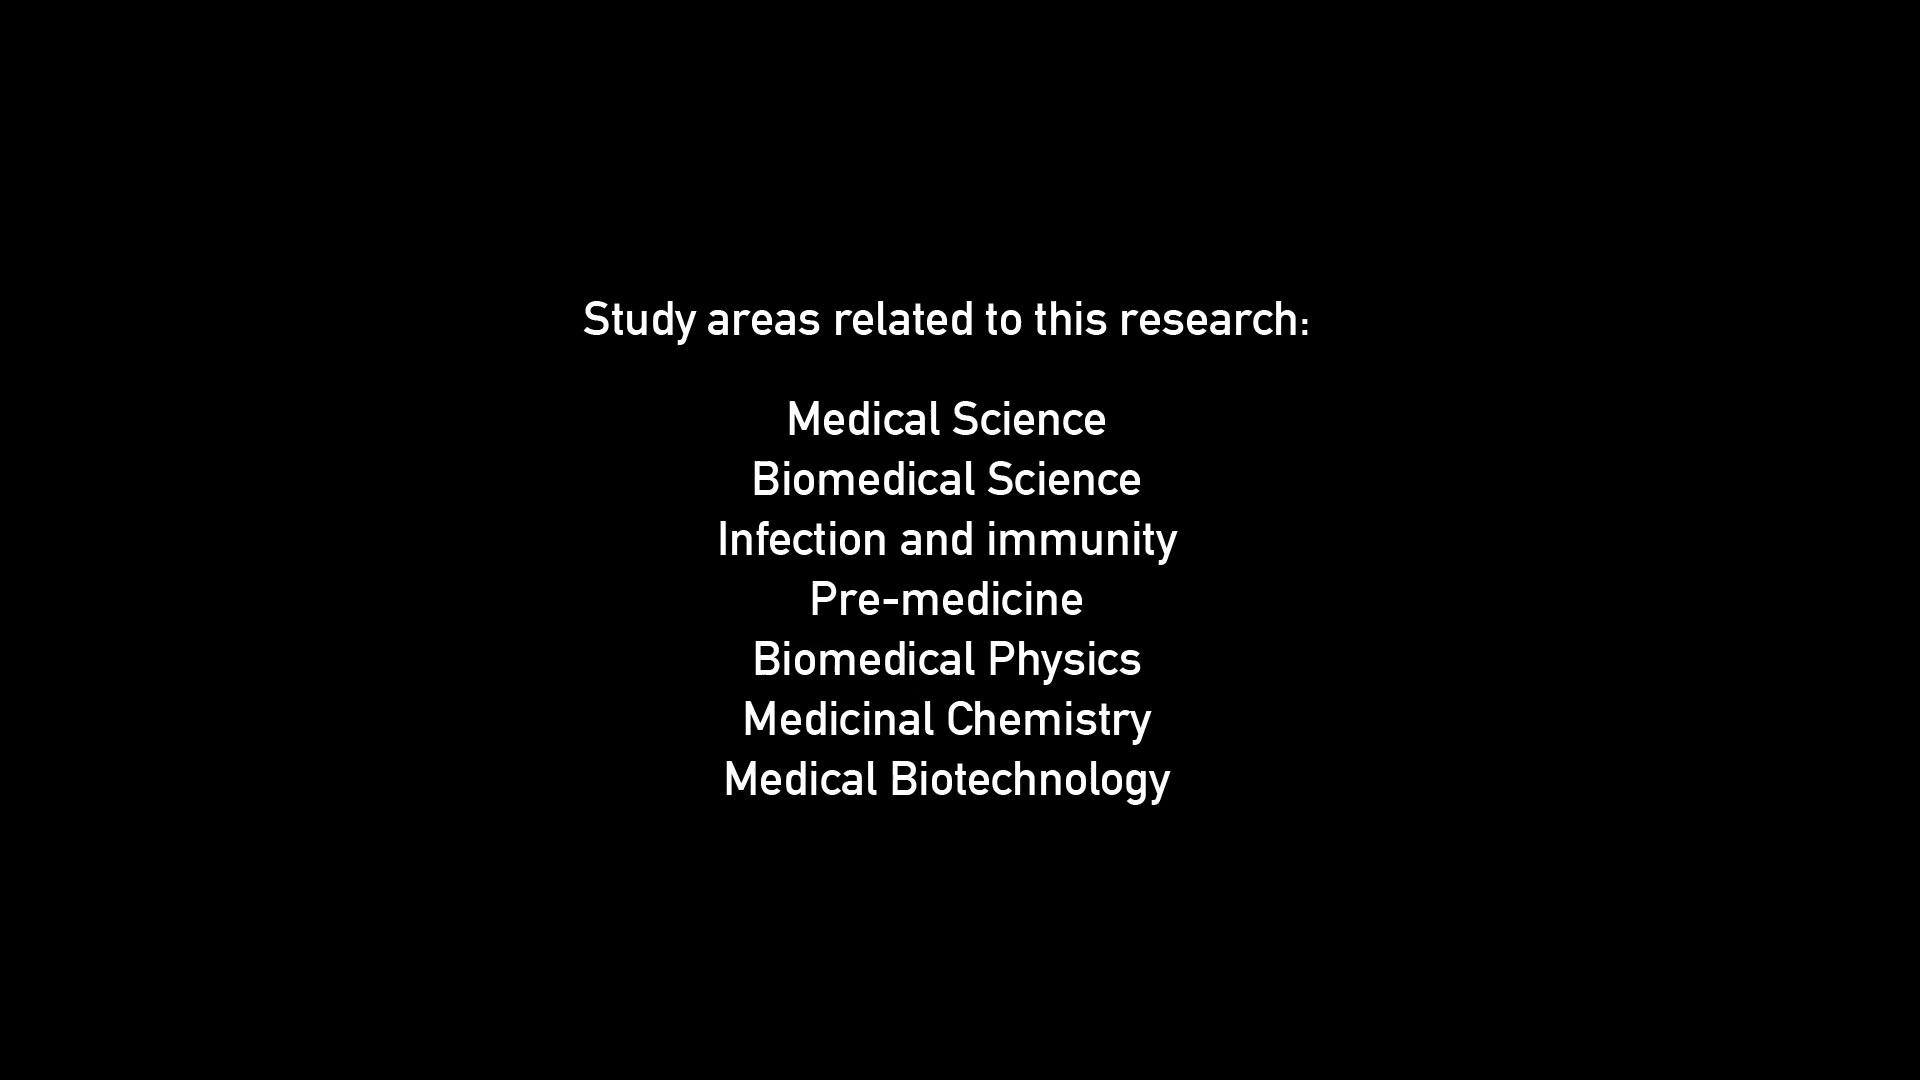 Study areas related to this research:
Medical Science
Biomedical Science
Infection and immunity
Pre-medicine
Biomedical Physics
Medicinal Chemistry
Medical Biotechnology